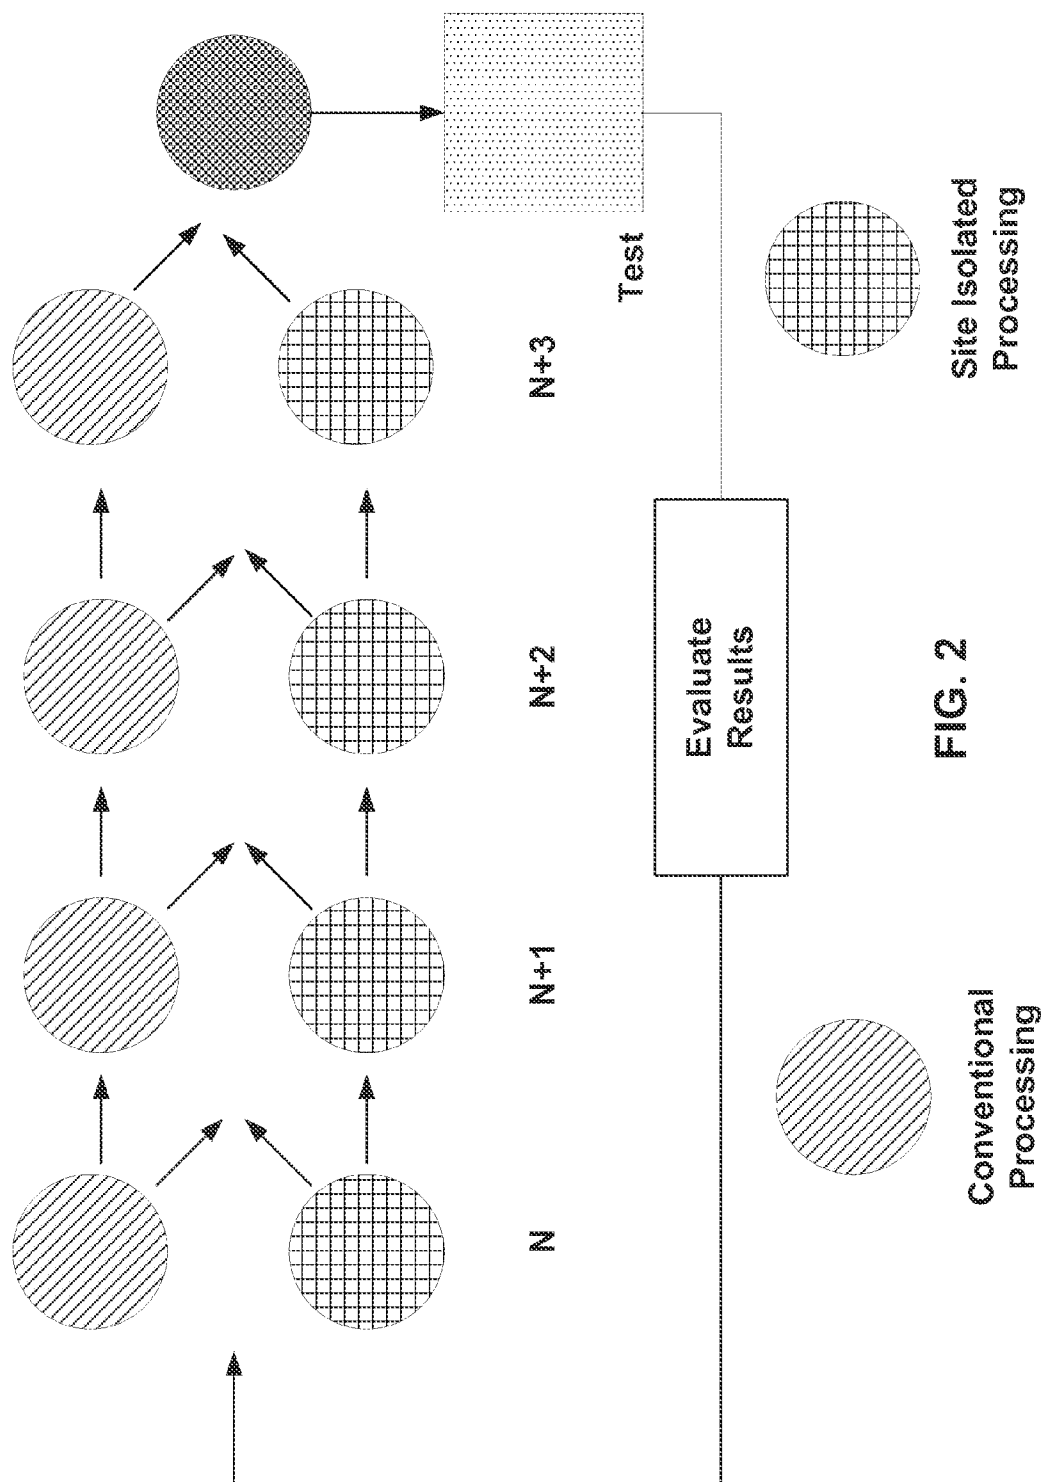 N
N+1
N+2
N+3
Test
Evaluate
Results
Conventional
Processing
Site Isolated
Processing
FIG. 2